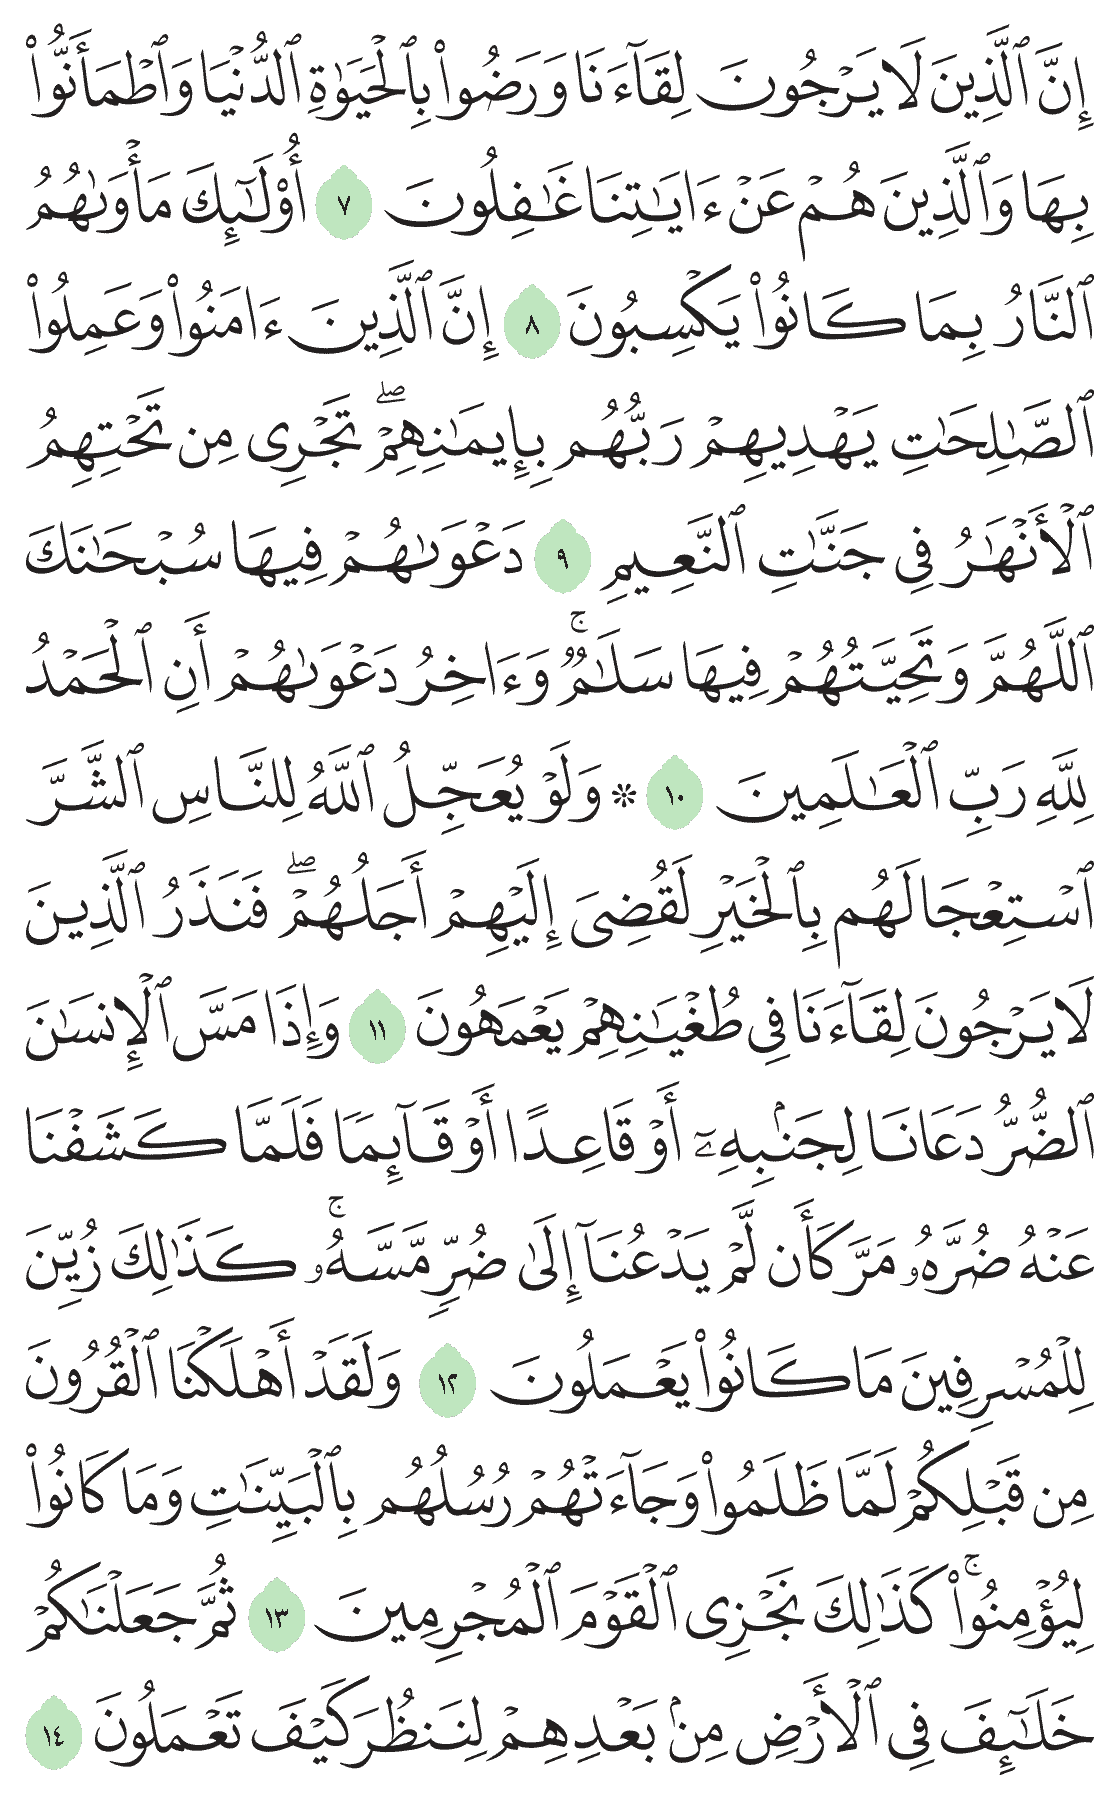 إِنَّ ٱلَّذِينَ لَا يَرۡجُونَ لِقَآءَنَا وَرَضُواْ بِٱلۡحَيَوٰةِ ٱلدُّنۡيَا وَٱطۡمَأَنُّواْ
بِهَا وَٱلَّذِينَ هُمۡ عَنۡ ءَايَٰتِنَا غَٰفِلُونَ ٧ أُوْلَٰٓئِكَ مَأۡوَىٰهُمُ
ٱلنَّارُ بِمَا كَانُواْ يَكۡسِبُونَ ٨ إِنَّ ٱلَّذِينَ ءَامَنُواْ وَعَمِلُواْ
ٱلصَّٰلِحَٰتِ يَهۡدِيهِمۡ رَبُّهُم بِإِيمَٰنِهِمۡۖ تَجۡرِي مِن تَحۡتِهِمُ
ٱلۡأَنۡهَٰرُ فِي جَنَّٰتِ ٱلنَّعِيمِ ٩ دَعۡوَىٰهُمۡ فِيهَا سُبۡحَٰنَكَ
ٱللَّهُمَّ وَتَحِيَّتُهُمۡ فِيهَا سَلَٰمٞۚ وَءَاخِرُ دَعۡوَىٰهُمۡ أَنِ ٱلۡحَمۡدُ
لِلَّهِ رَبِّ ٱلۡعَٰلَمِينَ ١٠ ۞ وَلَوۡ يُعَجِّلُ ٱللَّهُ لِلنَّاسِ ٱلشَّرَّ
ٱسۡتِعۡجَالَهُم بِٱلۡخَيۡرِ لَقُضِيَ إِلَيۡهِمۡ أَجَلُهُمۡۖ فَنَذَرُ ٱلَّذِينَ
لَا يَرۡجُونَ لِقَآءَنَا فِي طُغۡيَٰنِهِمۡ يَعۡمَهُونَ ١١ وَإِذَا مَسَّ ٱلۡإِنسَٰنَ
ٱلضُّرُّ دَعَانَا لِجَنۢبِهِۦٓ أَوۡ قَاعِدًا أَوۡ قَآئِمٗا فَلَمَّا كَشَفۡنَا
عَنۡهُ ضُرَّهُۥ مَرَّ كَأَن لَّمۡ يَدۡعُنَآ إِلَىٰ ضُرّٖ مَّسَّهُۥۚ كَذَٰلِكَ زُيِّنَ
لِلۡمُسۡرِفِينَ مَا كَانُواْ يَعۡمَلُونَ ١٢ وَلَقَدۡ أَهۡلَكۡنَا ٱلۡقُرُونَ
مِن قَبۡلِكُمۡ لَمَّا ظَلَمُواْ وَجَآءَتۡهُمۡ رُسُلُهُم بِٱلۡبَيِّنَٰتِ وَمَا كَانُواْ
لِيُؤۡمِنُواْۚ كَذَٰلِكَ نَجۡزِي ٱلۡقَوۡمَ ٱلۡمُجۡرِمِينَ ١٣ ثُمَّ جَعَلۡنَٰكُمۡ
خَلَٰٓئِفَ فِي ٱلۡأَرۡضِ مِنۢ بَعۡدِهِمۡ لِنَنظُرَ كَيۡفَ تَعۡمَلُونَ ١٤